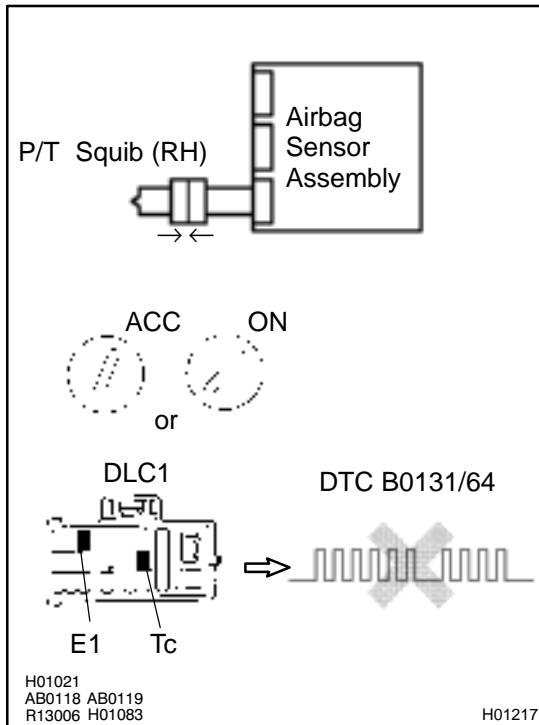 P/T Squib (RH)
Airbag
Sensor
Assembly
ACC
ON
or
DLC1
DTC B0131/64
E1
Tc
H01021
AB0118 AB0119
R13006 H01083
H01217